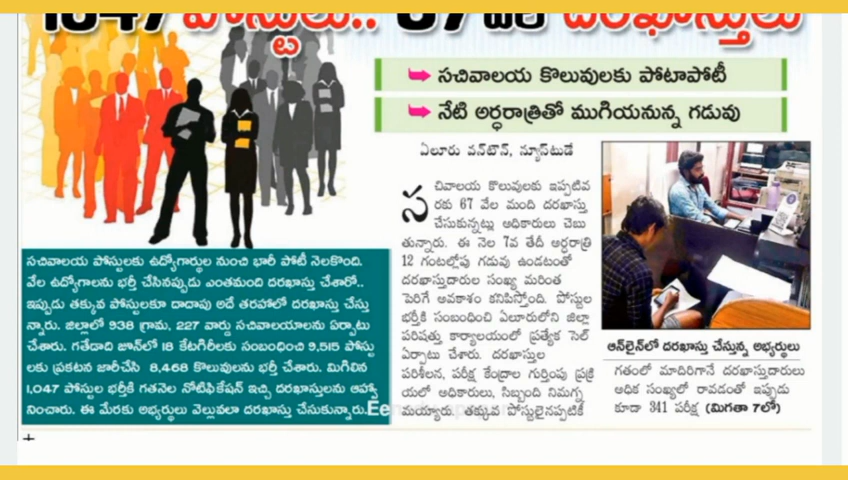 1047 పోస్టులు.. 67 వేల దరఖాస్తులు
➡ సచివాలయ కొలువులకు పోటాపోటీ
➡ నేటి అర్ధరాత్రితో ముగియనున్న గడువు
సచివాలయ పోస్టులకు ఉద్యోగార్థుల నుంచి భారీ పోటీ నెలకొంది.
వేల ఉద్యోగాలను భర్తీ చేసినప్పుడు ఎంతమంది దరఖాస్తు చేశారో..
ఇప్పుడు తక్కువ పోస్టులకూ దాదాపు అదే తరహాలో దరఖాస్తు చేస్తు
న్నారు. జిల్లాలో 938 గ్రామ, 227 వార్డు సచివాలయాలను ఏర్పాటు
చేశారు. గతేడాది జూన్‌లో 18 కేటగిరీలకు సంబంధించి 9,515 పోస్టు
లకు ప్రకటన జారీచేసి 8,468 కొలువులను భర్తీ చేశారు. మిగిలిన
1,047 పోస్టుల భర్తీకి గతనెల నోటిఫికేషన్ ఇచ్చి దరఖాస్తులను ఆహ్వా
నించారు. ఈ మేరకు అభ్యర్థులు వెల్లువలా దరఖాస్తు చేసుకున్నారు.
ఏలూరు వన్‌టౌన్, న్యూస్‌టుడే
సచివాలయ కొలువులకు ఇప్పటివ
రకు 67 వేల మంది దరఖాస్తు
చేసుకున్నట్లు అధికారులు చెబు
తున్నారు. ఈ నెల 7వ తేదీ అర్ధరాత్రి
12 గంటల్లోపు గడువు ఉండటంతో
దరఖాస్తుదారుల సంఖ్య మరింత
పెరిగే అవకాశం కనిపిస్తోంది. పోస్టుల
భర్తీకి సంబంధించి ఏలూరులోని జిల్లా
పరిషత్తు కార్యాలయంలో ప్రత్యేక సెల్
ఏర్పాటు చేశారు. దరఖాస్తుల
పరిశీలన, పరీక్ష కేంద్రాల గుర్తింపు ప్రక్రి
యలో అధికారులు, సిబ్బంది నిమగ్న
మయ్యారు. తక్కువ పోస్టులైనప్పటికీ
ఆన్‌లైన్‌లో దరఖాస్తు చేస్తున్న అభ్యర్థులు
గతంలో మాదిరిగానే దరఖాస్తుదారులు
అధిక సంఖ్యలో రావడంతో ఇప్పుడు
కూడా 341 పరీక్ష (మిగతా 7లో)